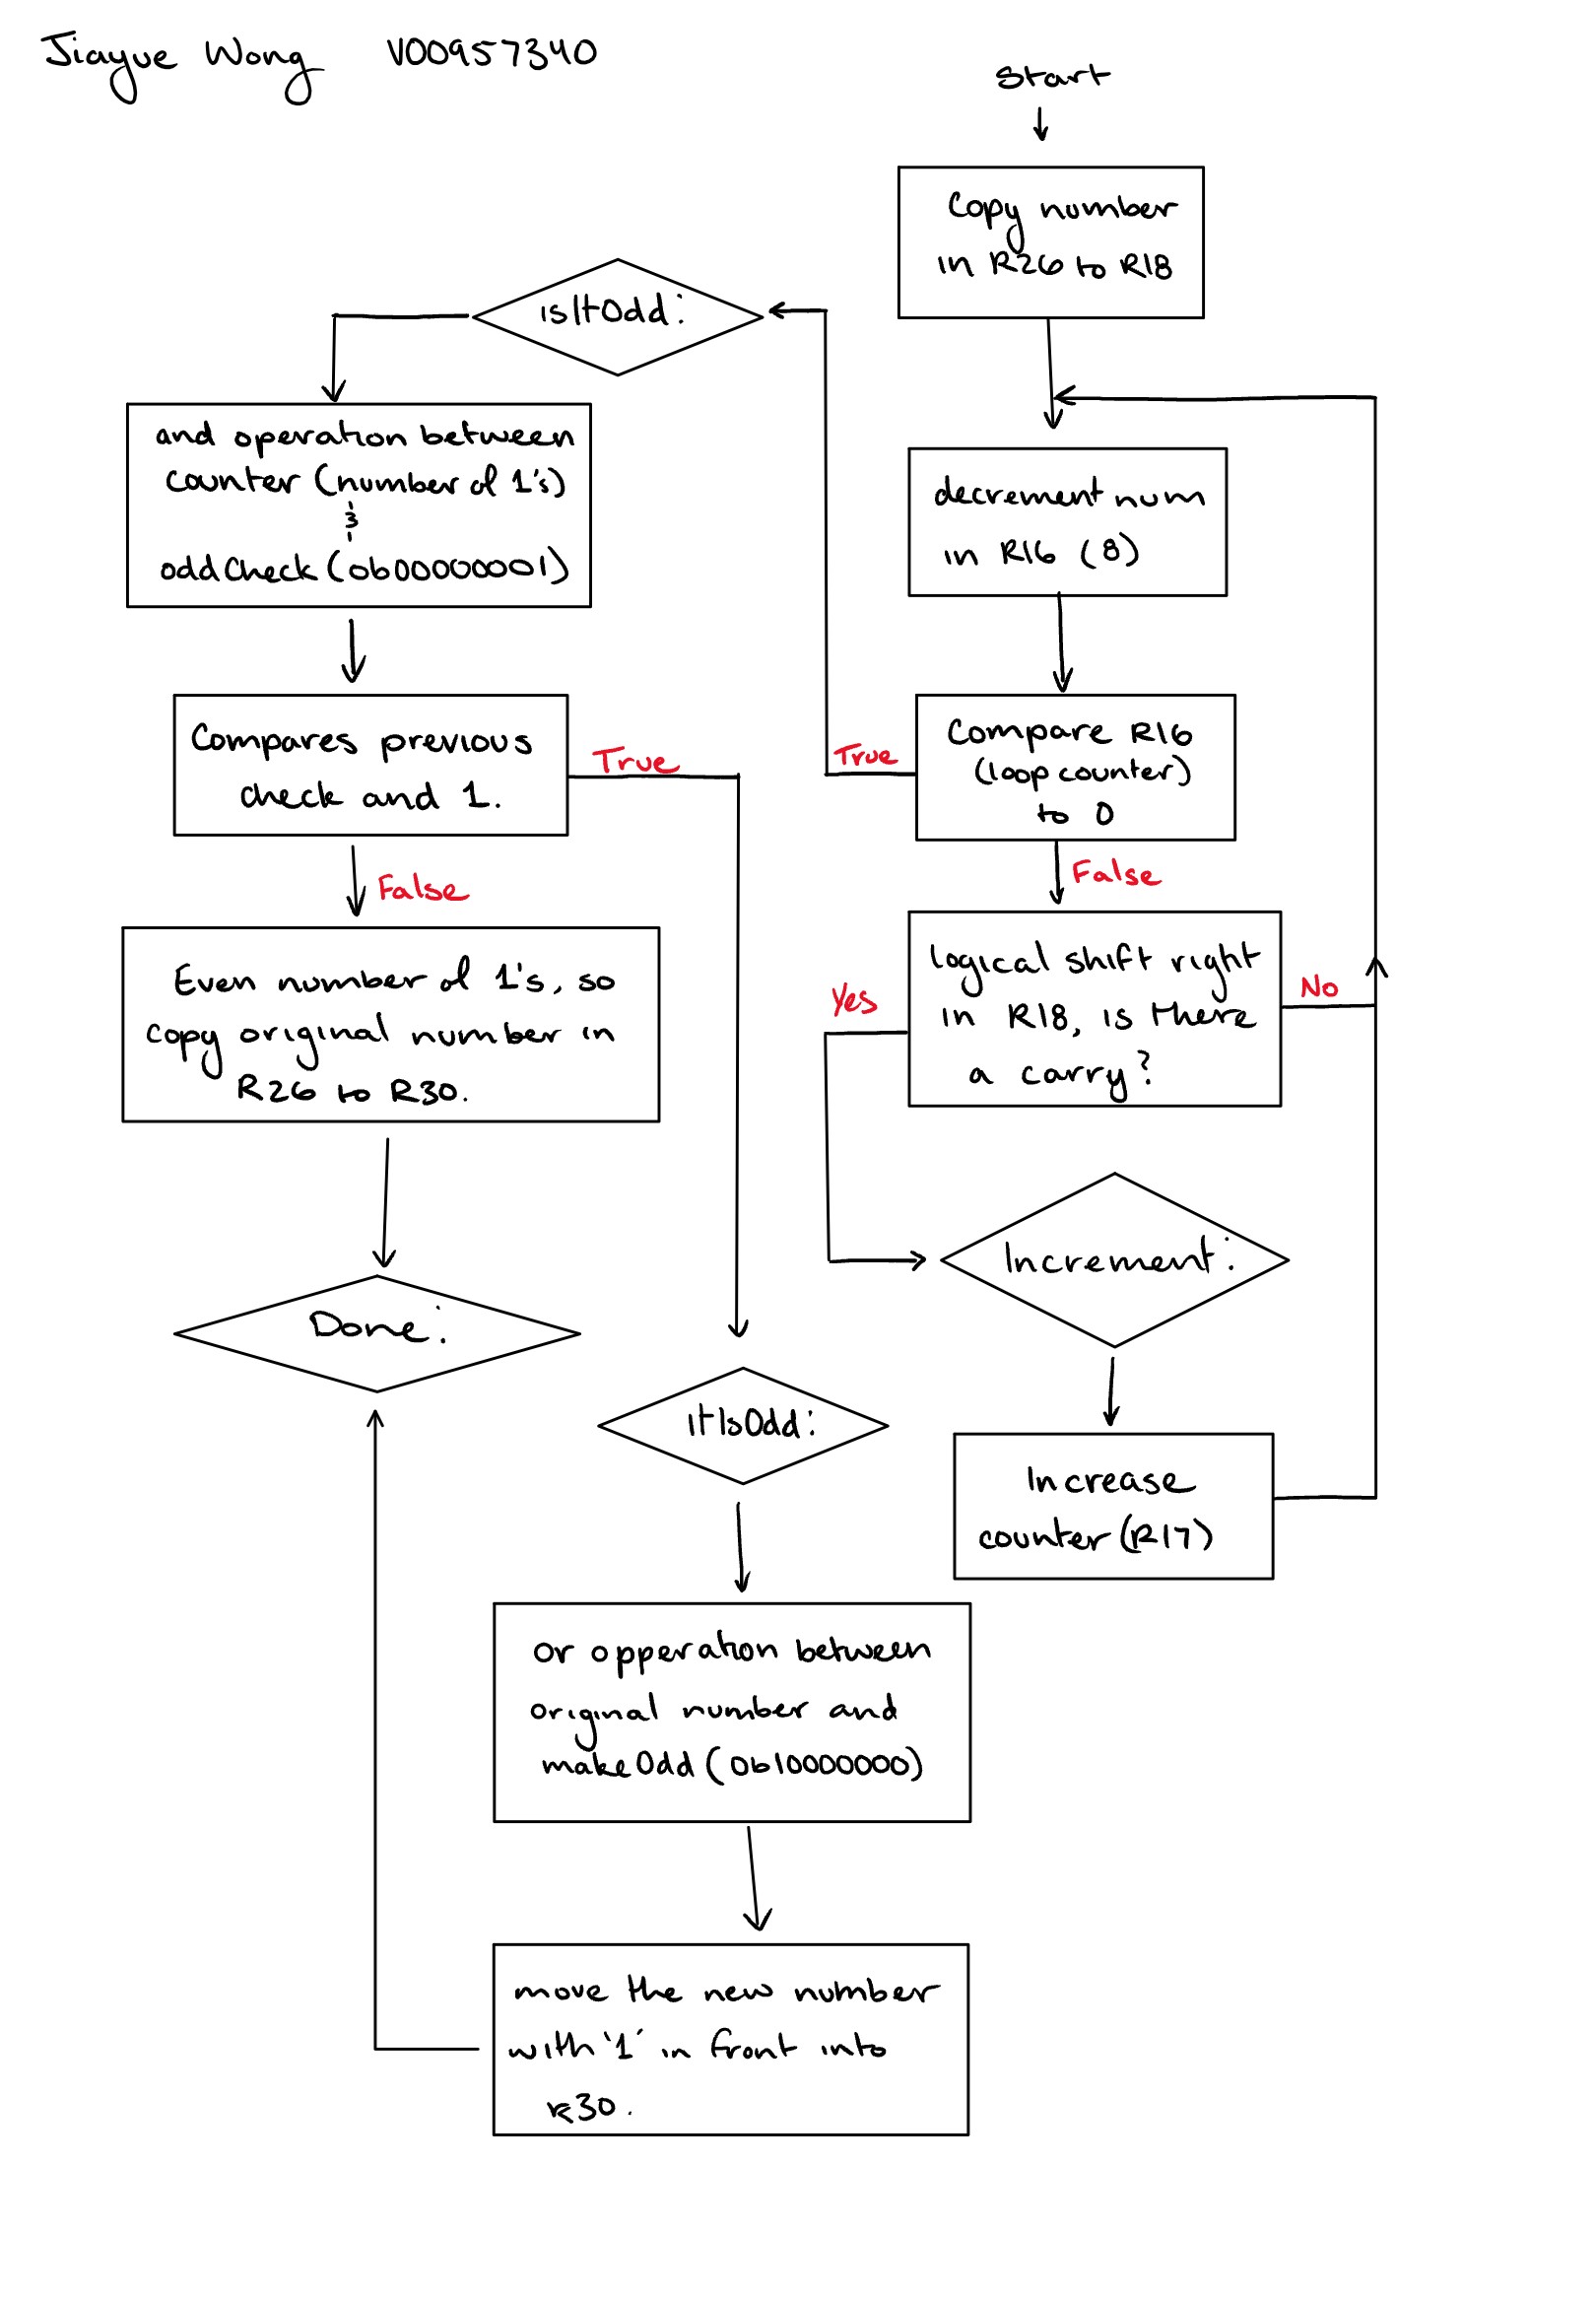 Jiayue Wong V00957340
Start
Copy number
in R26 to R18
decrement num
in R16 (8)
Compare R16
(loop counter)
to 0
True
False
logical shift right
in R18, is there
a carry?
Yes
No
Increment:
Increase
counter (R17)
isItOdd:
and operation between
counter (number of 1's)
&
oddCheck (0b00000001)
Compares previous
check and 1.
True
False
Even number of 1's, so
copy original number in
R26 to R30.
Done:
itIsOdd:
or opperation between
original number and
makeOdd (0b10000000)
move the new number
with '1' in front into
R30.